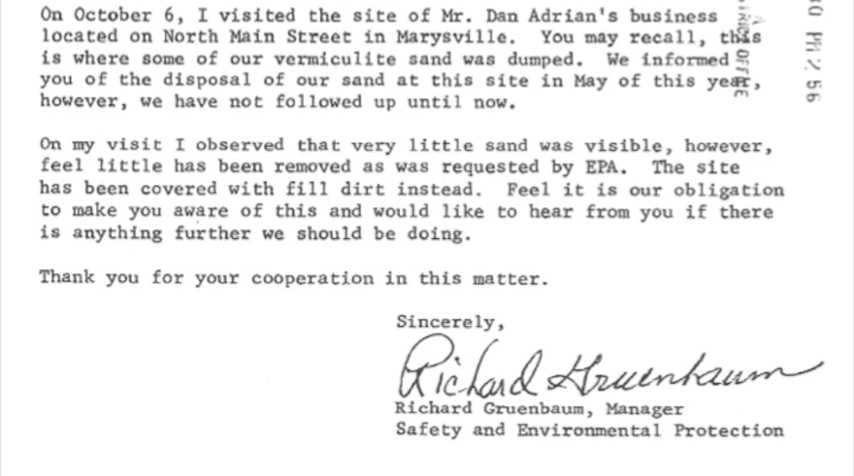 On October 6, I visited the site of Mr. Dan Adrian's business
located on North Main Street in Marysville.  You may recall, this
is where some of our vermiculite sand was dumped.  We informed
you of the disposal of our sand at this site in May of this year,
however, we have not followed up until now.
On my visit I observed that very little sand was visible, however,
feel little has been removed as was requested by EPA.  The site
has been covered with fill dirt instead.  Feel it is our obligation
to make you aware of this and would like to hear from you if there
is anything further we should be doing.
Thank you for your cooperation in this matter.
Sincerely,
Richard Gruenbaum
Richard Gruenbaum, Manager
Safety and Environmental Protection
OFFICE
PM 2 56